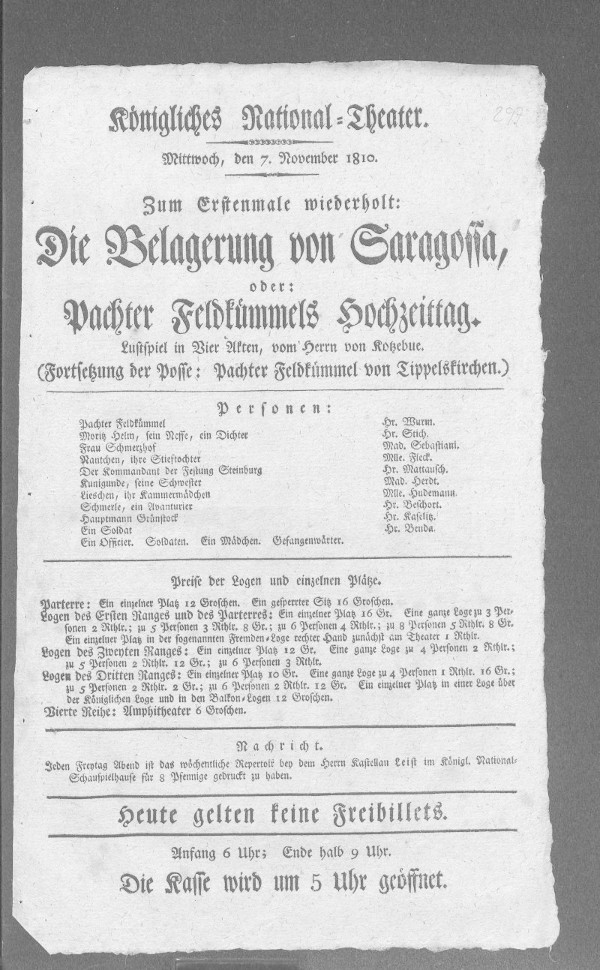 299
Königliches National-Theater.
Mittwoch, den 7. November 1810.
Zum Erstenmale wiederholt:
Die Belagerung von Saragossa,
oder:
Pachter Feldkümmels Hochzeittag.
Lustspiel in Vier Akten, vom Herrn von Kotzebue.
(Fortsetzung der Posse: Pachter Feldkümmel von Tippelskirchen.)
Personen:
Pachter Feldkümmel Hr. Wurm.
Moritz Helm, sein Neffe, ein Dichter Hr. Stich.
Frau Schmerzhof Mad. Sebastiani.
Nantchen, ihre Stieftochter Mlle. Fleck.
Der Kommandant der Festung Steinburg Hr. Mattausch.
Kunigunde, seine Schwester Mad. Herdt.
Lieschen, ihr Kammermädchen Mlle. Hudemann.
Schmerle, ein Avanturier Hr. Beschort.
Hauptmann Grünstock Hr. Kaselitz.
Ein Soldat Hr. Benda.
Ein Officier. Soldaten. Ein Mädchen. Gefangenwärter.
Preise der Logen und einzelnen Plätze.
Parterre: Ein einzelner Platz 12 Groschen. Ein gesperrter Sitz 16 Groschen.
Logen des Ersten Ranges und des Parterres: Ein einzelner Platz 16 Gr. Eine ganze Loge zu 3 Per-
sonen 2 Rthlr.; zu 5 Personen 3 Rthlr. 8 Gr.; zu 6 Personen 4 Rthlr.; zu 8 Personen 5 Rthlr. 8 Gr.
Ein einzelner Platz in der sogenannten Fremden-Loge rechter Hand zunächst am Theater 1 Rthlr.
Logen des Zweyten Ranges: Ein einzelner Platz 12 Gr. Eine ganze Loge zu 4 Personen 2 Rthlr.;
zu 5 Personen 2 Rthlr. 12 Gr.; zu 6 Personen 3 Rthlr.
Logen des Dritten Ranges: Ein einzelner Platz 10 Gr. Eine ganze Loge zu 4 Personen 1 Rthlr. 16 Gr.;
zu 5 Personen 2 Rthlr. 2 Gr.; zu 6 Personen 2 Rthlr. 12 Gr. Ein einzelner Platz in einer Loge über
der Königlichen Loge und in den Balkon-Logen 12 Groschen.
Vierte Reihe: Amphitheater 6 Groschen.
Nachricht.
Jeden Freytag Abend ist das wöchentliche Repertoir bey dem Herrn Kastellan Leist im Königl. National-
Schauspielhause für 8 Pfennige gedruckt zu haben.
Heute gelten keine Freibillets.
Anfang 6 Uhr; Ende halb 9 Uhr.
Die Kasse wird um 5 Uhr geöffnet.